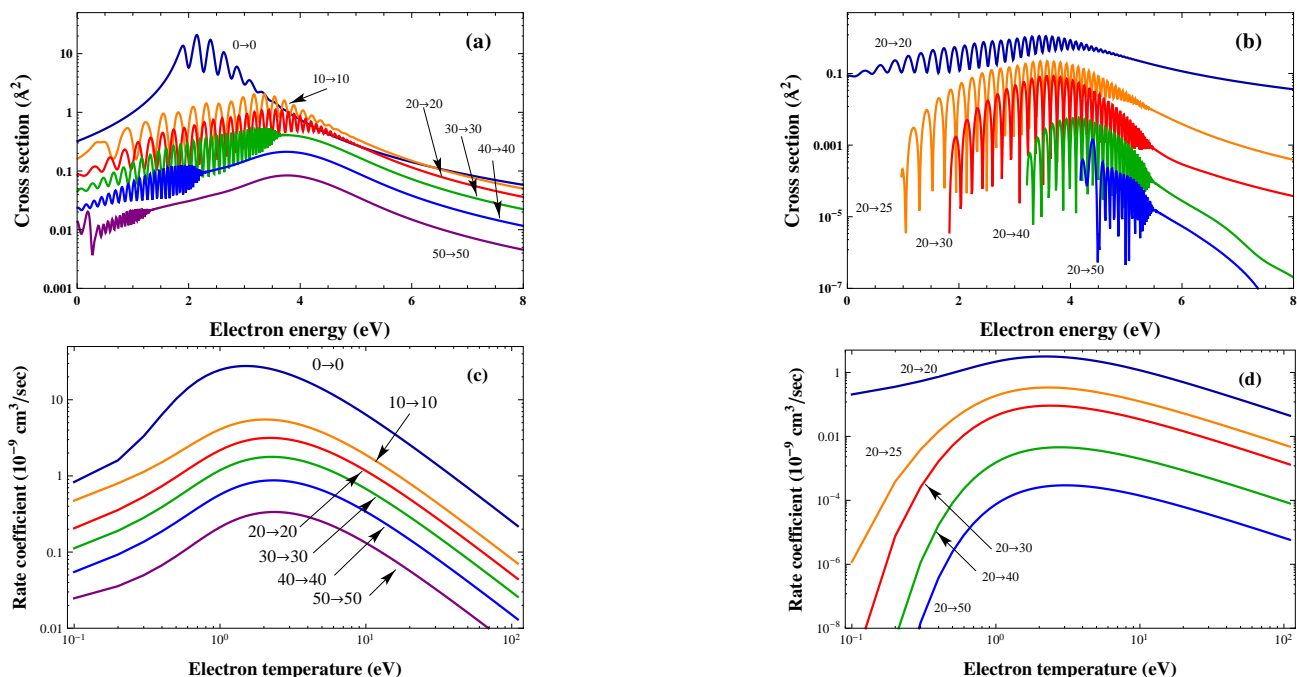 (a)
0→0
10→10
20→20
30→30
40→40
50→50
Cross section (Å²)
10
1
0.1
0.01
0.001
0 2 4 6 8
Electron energy (eV)
(b)
20→20
20→25
20→30
20→40
20→50
Cross section (Å²)
0.1
0.001
10⁻⁵
10⁻⁷
0 2 4 6 8
Electron energy (eV)
(c)
0→0
10→10
20→20
30→30
40→40
50→50
Rate coefficient (10⁻⁹ cm³/sec)
10
1
0.1
0.01
10⁻¹ 10⁰ 10¹ 10²
Electron temperature (eV)
(d)
20→20
20→25
20→30
20→40
20→50
Rate coefficient (10⁻⁹ cm³/sec)
1
0.01
10⁻⁴
10⁻⁶
10⁻⁸
10⁻¹ 10⁰ 10¹ 10²
Electron temperature (eV)